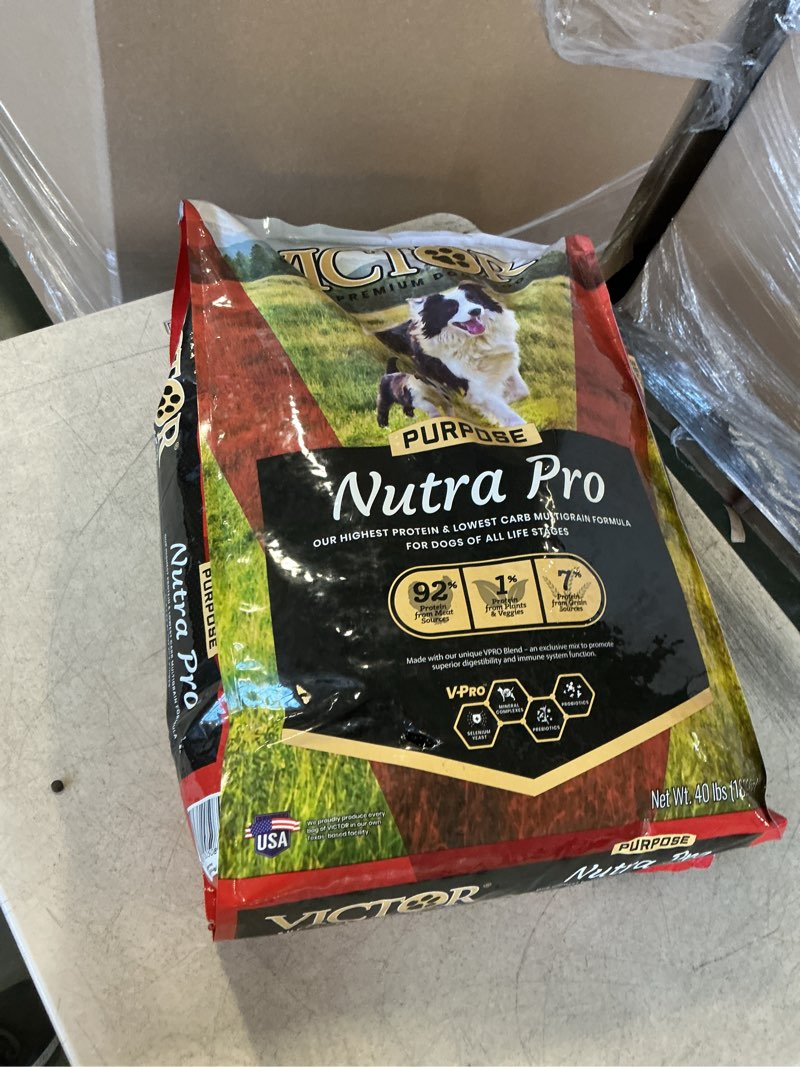 VICTOR
PREMIUM
PURPOSE
Nutra Pro
OUR HIGHEST PROTEIN & LOWEST CARB MULTIGRAIN FORMULA
FOR DOGS OF ALL LIFE STAGES
92%
Protein
from Meat
Sources
1%
Protein
from Plants
& Veggies
7%
Protein
from Grain
Sources
Made with our unique VPRO Blend – an exclusive mix to promote
superior digestibility and immune system function.
V-PRO
SELENIUM
YEAST
MINERAL
COMPLEXES
PREBIOTICS
PROBIOTICS
Net Wt. 40 lbs
USA
We proudly produce every
bag of VICTOR in our own
Texas-based facility
PURPOSE
Nutra Pro
VICTOR®
PURPOSE
Nutra Pro